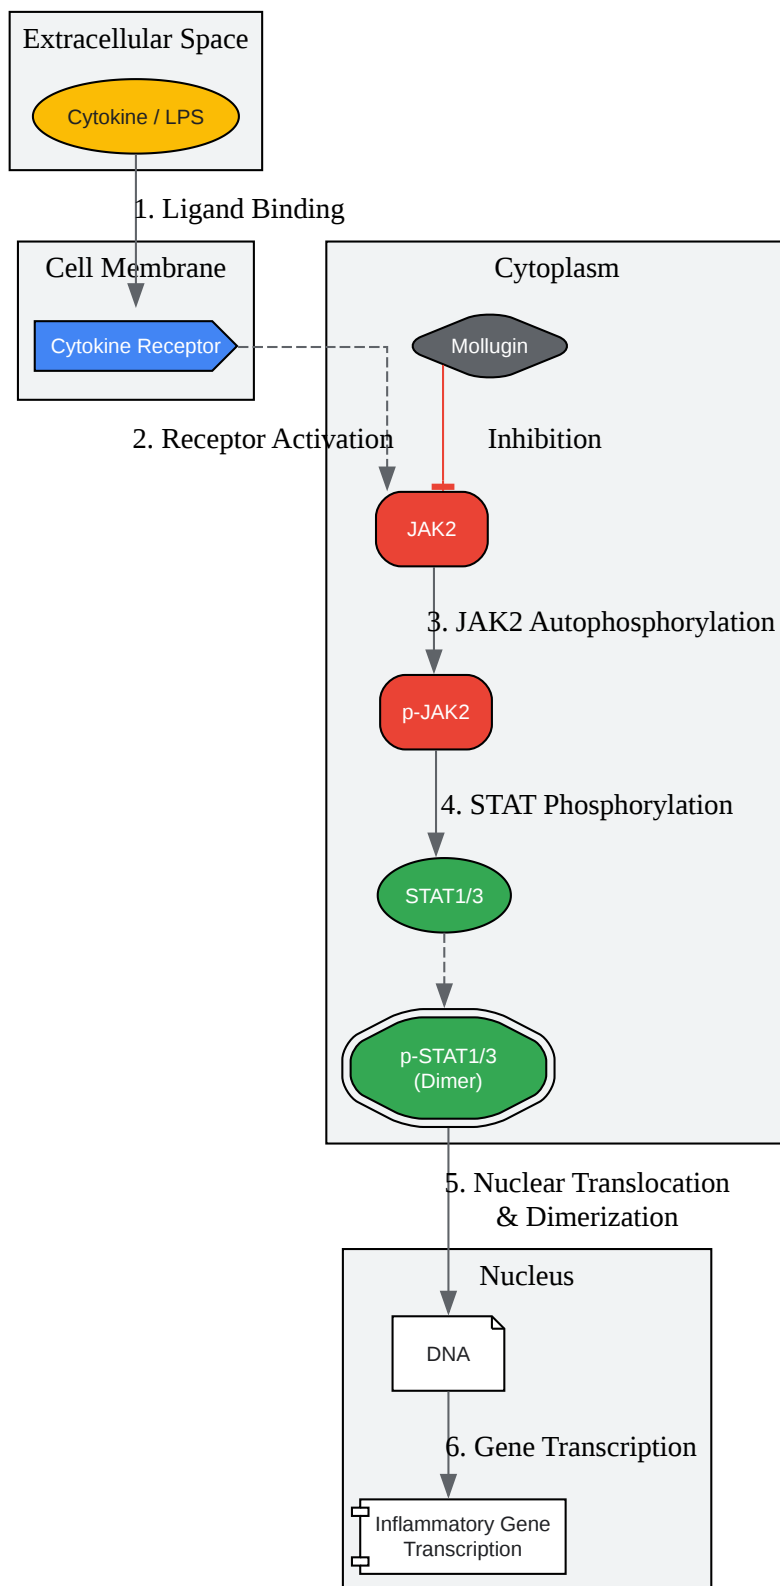 Extracellular Space
Cytokine / LPS
1. Ligand Binding
Cell Membrane
Cytoplasm
Cytokine Receptor
Mollugin
2. Receptor Activation
Inhibition
JAK2
3. JAK2 Autophosphorylation
p-JAK2
4. STAT Phosphorylation
STAT1/3
p-STAT1/3
(Dimer)
5. Nuclear Translocation
& Dimerization
Nucleus
DNA
6. Gene Transcription
Inflammatory Gene
Transcription